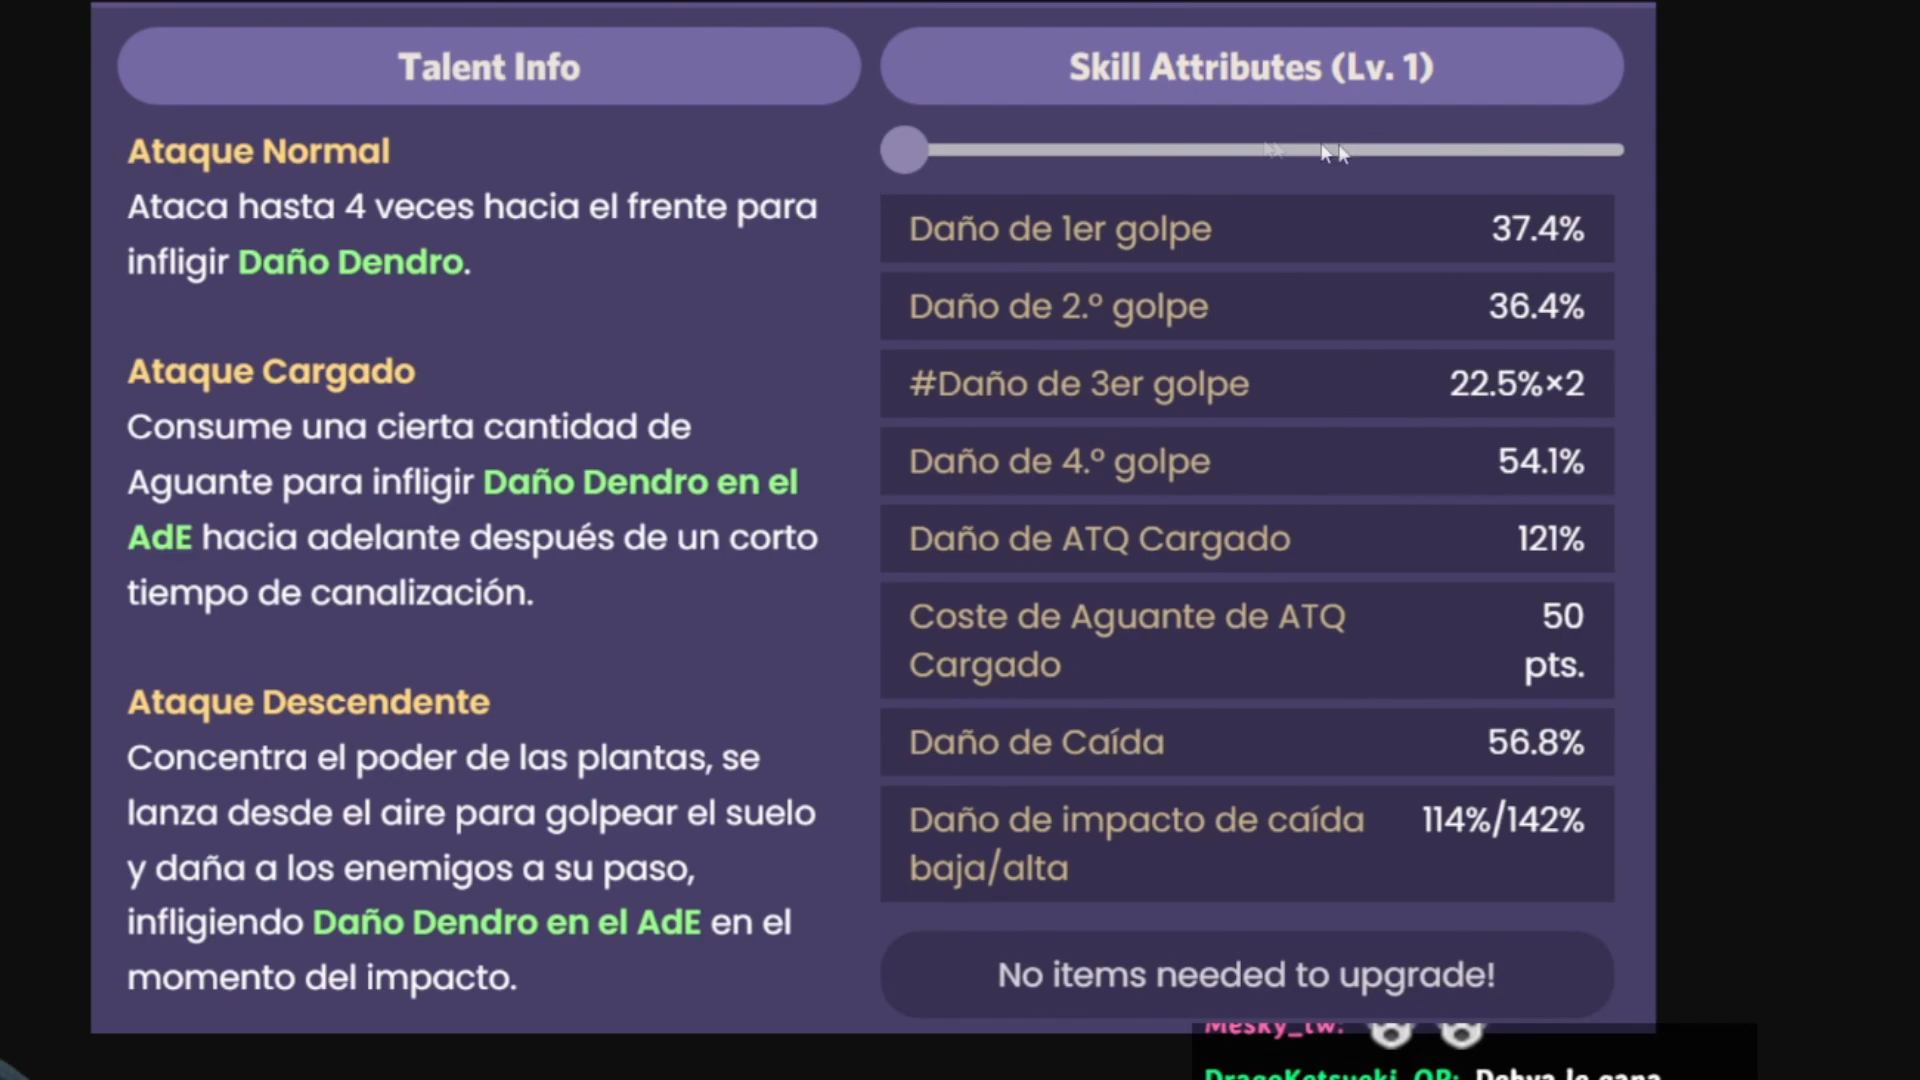 Talent Info
Ataque Normal
Ataca hasta 4 veces hacia el frente para
infligir Daño Dendro.
Ataque Cargado
Consume una cierta cantidad de
Aguante para infligir Daño Dendro en el
AdE hacia adelante después de un corto
tiempo de canalización.
Ataque Descendente
Concentra el poder de las plantas, se
lanza desde el aire para golpear el suelo
y daña a los enemigos a su paso,
infligiendo Daño Dendro en el AdE en el
momento del impacto.
Skill Attributes (Lv. 1)
Daño de 1er golpe 37.4%
Daño de 2.º golpe 36.4%
#Daño de 3er golpe 22.5%×2
Daño de 4.º golpe 54.1%
Daño de ATQ Cargado 121%
Coste de Aguante de ATQ 50
Cargado pts.
Daño de Caída 56.8%
Daño de impacto de caída 114%/142%
baja/alta
No items needed to upgrade!
Mesky_tw: